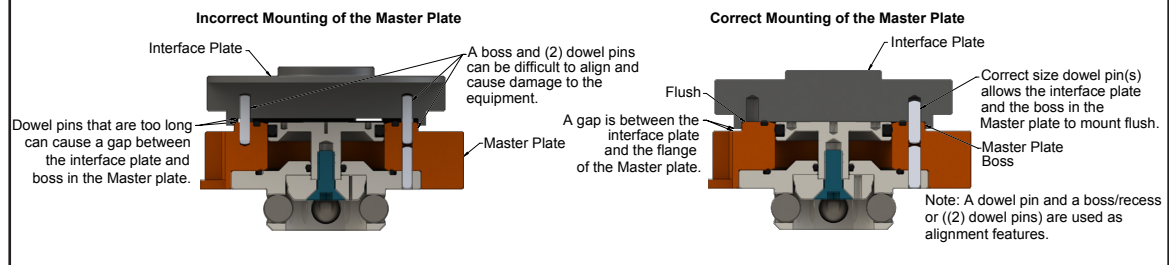 Incorrect Mounting of the Master Plate
Interface Plate
A boss and (2) dowel pins
can be difficult to align and
cause damage to the
equipment.
Dowel pins that are too long
can cause a gap between
the interface plate and
boss in the Master plate.
Master Plate
Correct Mounting of the Master Plate
Interface Plate
Flush
Correct size dowel pin(s)
allows the interface plate
and the boss in the
Master plate to mount flush.
A gap is between the
interface plate
and the flange
of the Master plate.
Master Plate
Boss
Note: A dowel pin and a boss/recess
or ((2) dowel pins) are used as
alignment features.